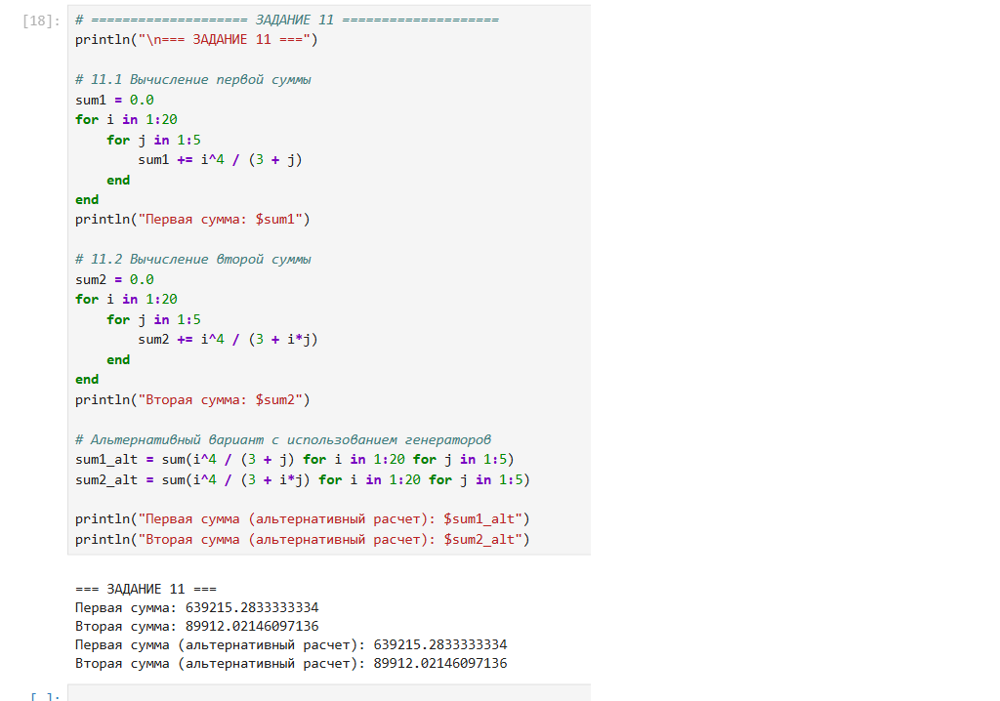 [18]:
# ==================== ЗАДАНИЕ 11 ====================
println("\n=== ЗАДАНИЕ 11 ===")
# 11.1 Вычисление первой суммы
sum1 = 0.0
for i in 1:20
    for j in 1:5
        sum1 += i^4 / (3 + j)
    end
end
println("Первая сумма: $sum1")
# 11.2 Вычисление второй суммы
sum2 = 0.0
for i in 1:20
    for j in 1:5
        sum2 += i^4 / (3 + i*j)
    end
end
println("Вторая сумма: $sum2")
# Альтернативный вариант с использованием генераторов
sum1_alt = sum(i^4 / (3 + j) for i in 1:20 for j in 1:5)
sum2_alt = sum(i^4 / (3 + i*j) for i in 1:20 for j in 1:5)
println("Первая сумма (альтернативный расчет): $sum1_alt")
println("Вторая сумма (альтернативный расчет): $sum2_alt")
=== ЗАДАНИЕ 11 ===
Первая сумма: 639215.2833333334
Вторая сумма: 89912.02146097136
Первая сумма (альтернативный расчет): 639215.2833333334
Вторая сумма (альтернативный расчет): 89912.02146097136
[ ]: